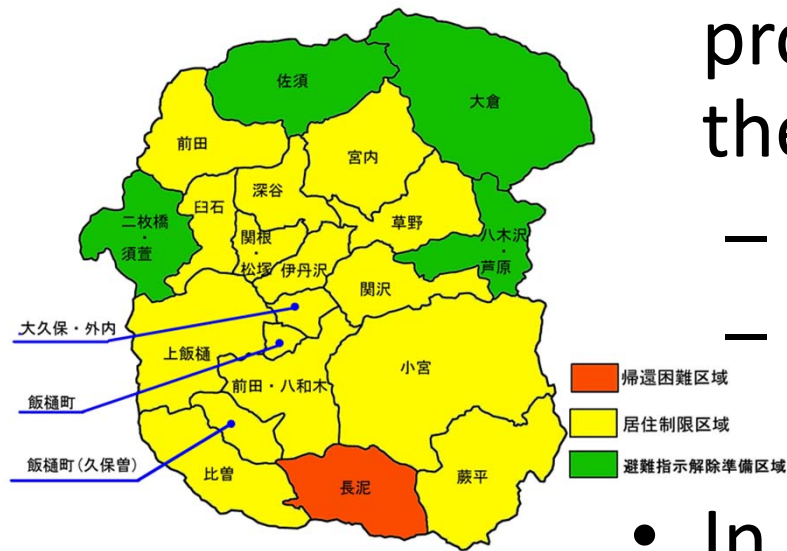 pro
the
佐須
大倉
前田
宮内
深谷
臼石
草野
二枚橋
・
須萱
関根
・
松塚
伊丹沢
八木沢
・
芦原
関沢
大久保・外内
上飯樋
小宮
前田・八和木
飯樋町
飯樋町(久保曽)
比曽
長泥
蕨平
帰還困難区域
居住制限区域
避難指示解除準備区域
–
–
• In